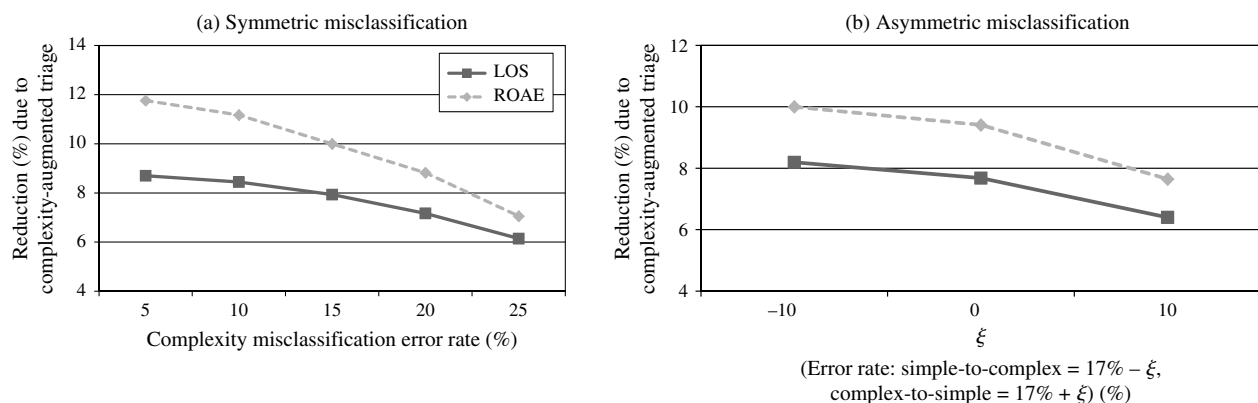 (a) Symmetric misclassification
Reduction (%) due to
complexity-augmented triage
14
12
10
8
6
4
LOS
ROAE
5 10 15 20 25
Complexity misclassification error rate (%)
(b) Asymmetric misclassification
Reduction (%) due to
complexity-augmented triage
12
10
8
6
4
–10 0 10
ξ
(Error rate: simple-to-complex = 17% – ξ,
complex-to-simple = 17% + ξ) (%)